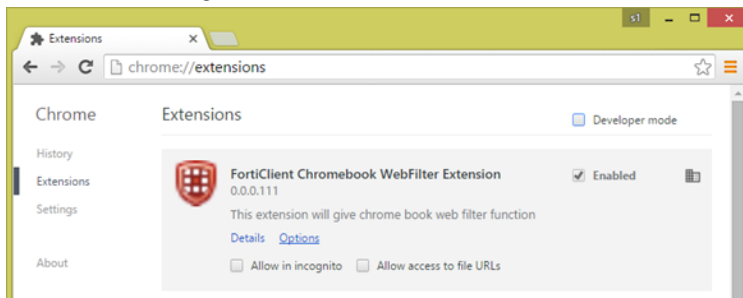 s1
Extensions
chrome://extensions
Chrome
Extensions
Developer mode
History
Extensions
Settings
About
FortiClient Chromebook WebFilter Extension
Enabled
0.0.0.111
This extension will give chrome book web filter function
Details Options
Allow in incognito Allow access to file URLs